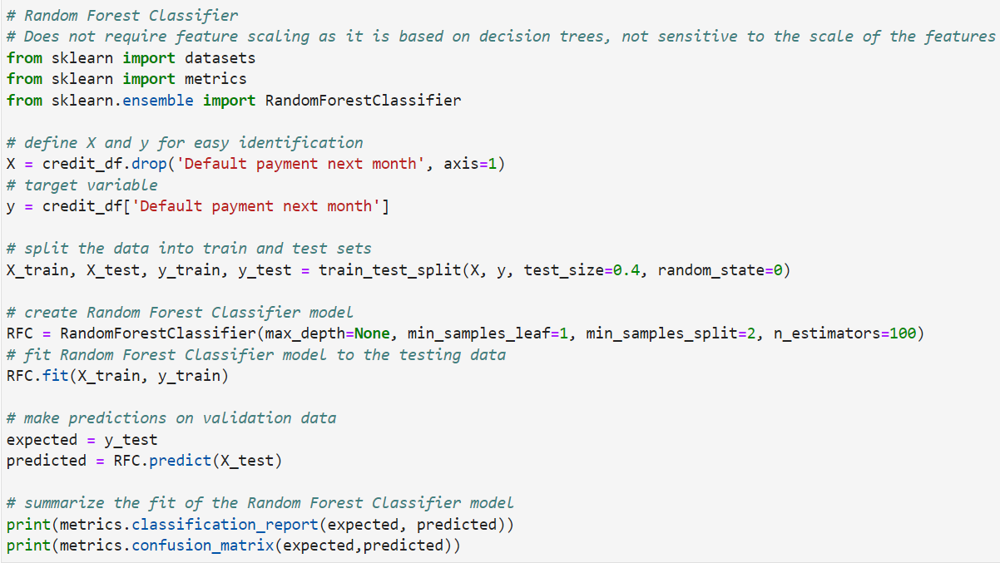 # Random Forest Classifier
# Does not require feature scaling as it is based on decision trees, not sensitive to the scale of the features
from sklearn import datasets
from sklearn import metrics
from sklearn.ensemble import RandomForestClassifier
# define X and y for easy identification
X = credit_df.drop('Default payment next month', axis=1)
# target variable
y = credit_df['Default payment next month']
# split the data into train and test sets
X_train, X_test, y_train, y_test = train_test_split(X, y, test_size=0.4, random_state=0)
# create Random Forest Classifier model
RFC = RandomForestClassifier(max_depth=None, min_samples_leaf=1, min_samples_split=2, n_estimators=100)
# fit Random Forest Classifier model to the testing data
RFC.fit(X_train, y_train)
# make predictions on validation data
expected = y_test
predicted = RFC.predict(X_test)
# summarize the fit of the Random Forest Classifier model
print(metrics.classification_report(expected, predicted))
print(metrics.confusion_matrix(expected,predicted))